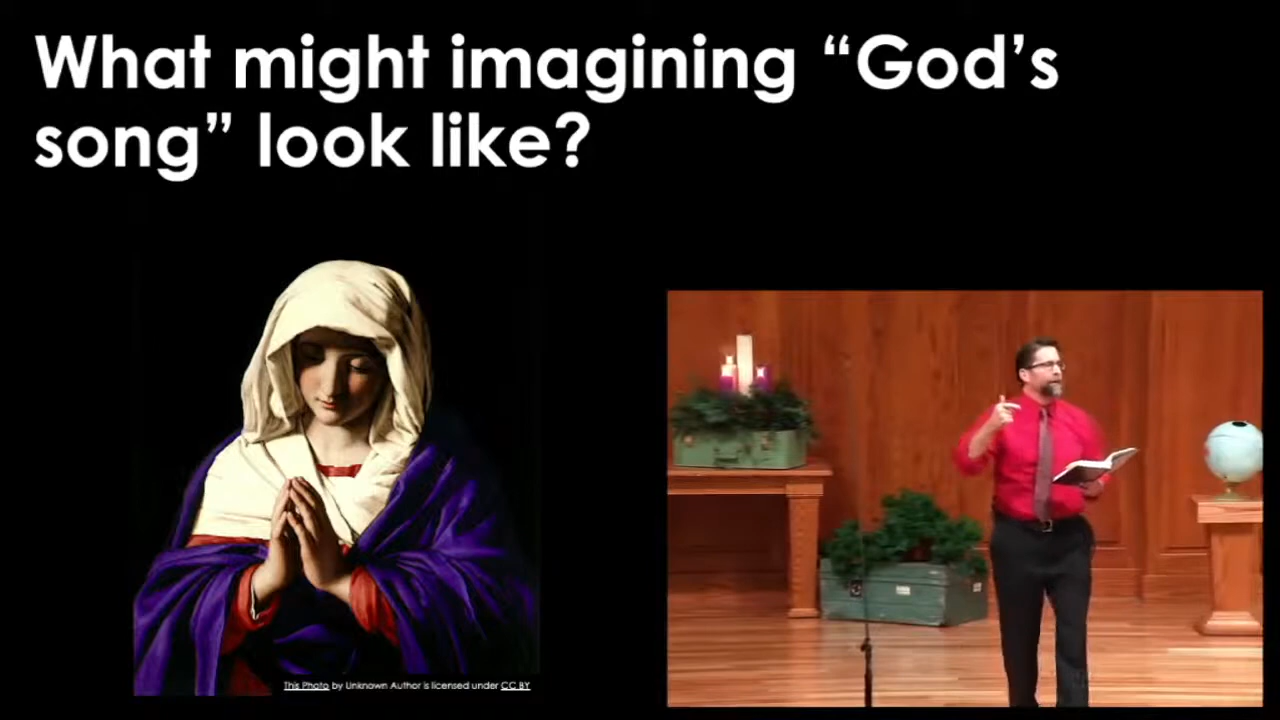 What might imagining “God’s
song” look like?
This Photo by Unknown Author is licensed under CC BY